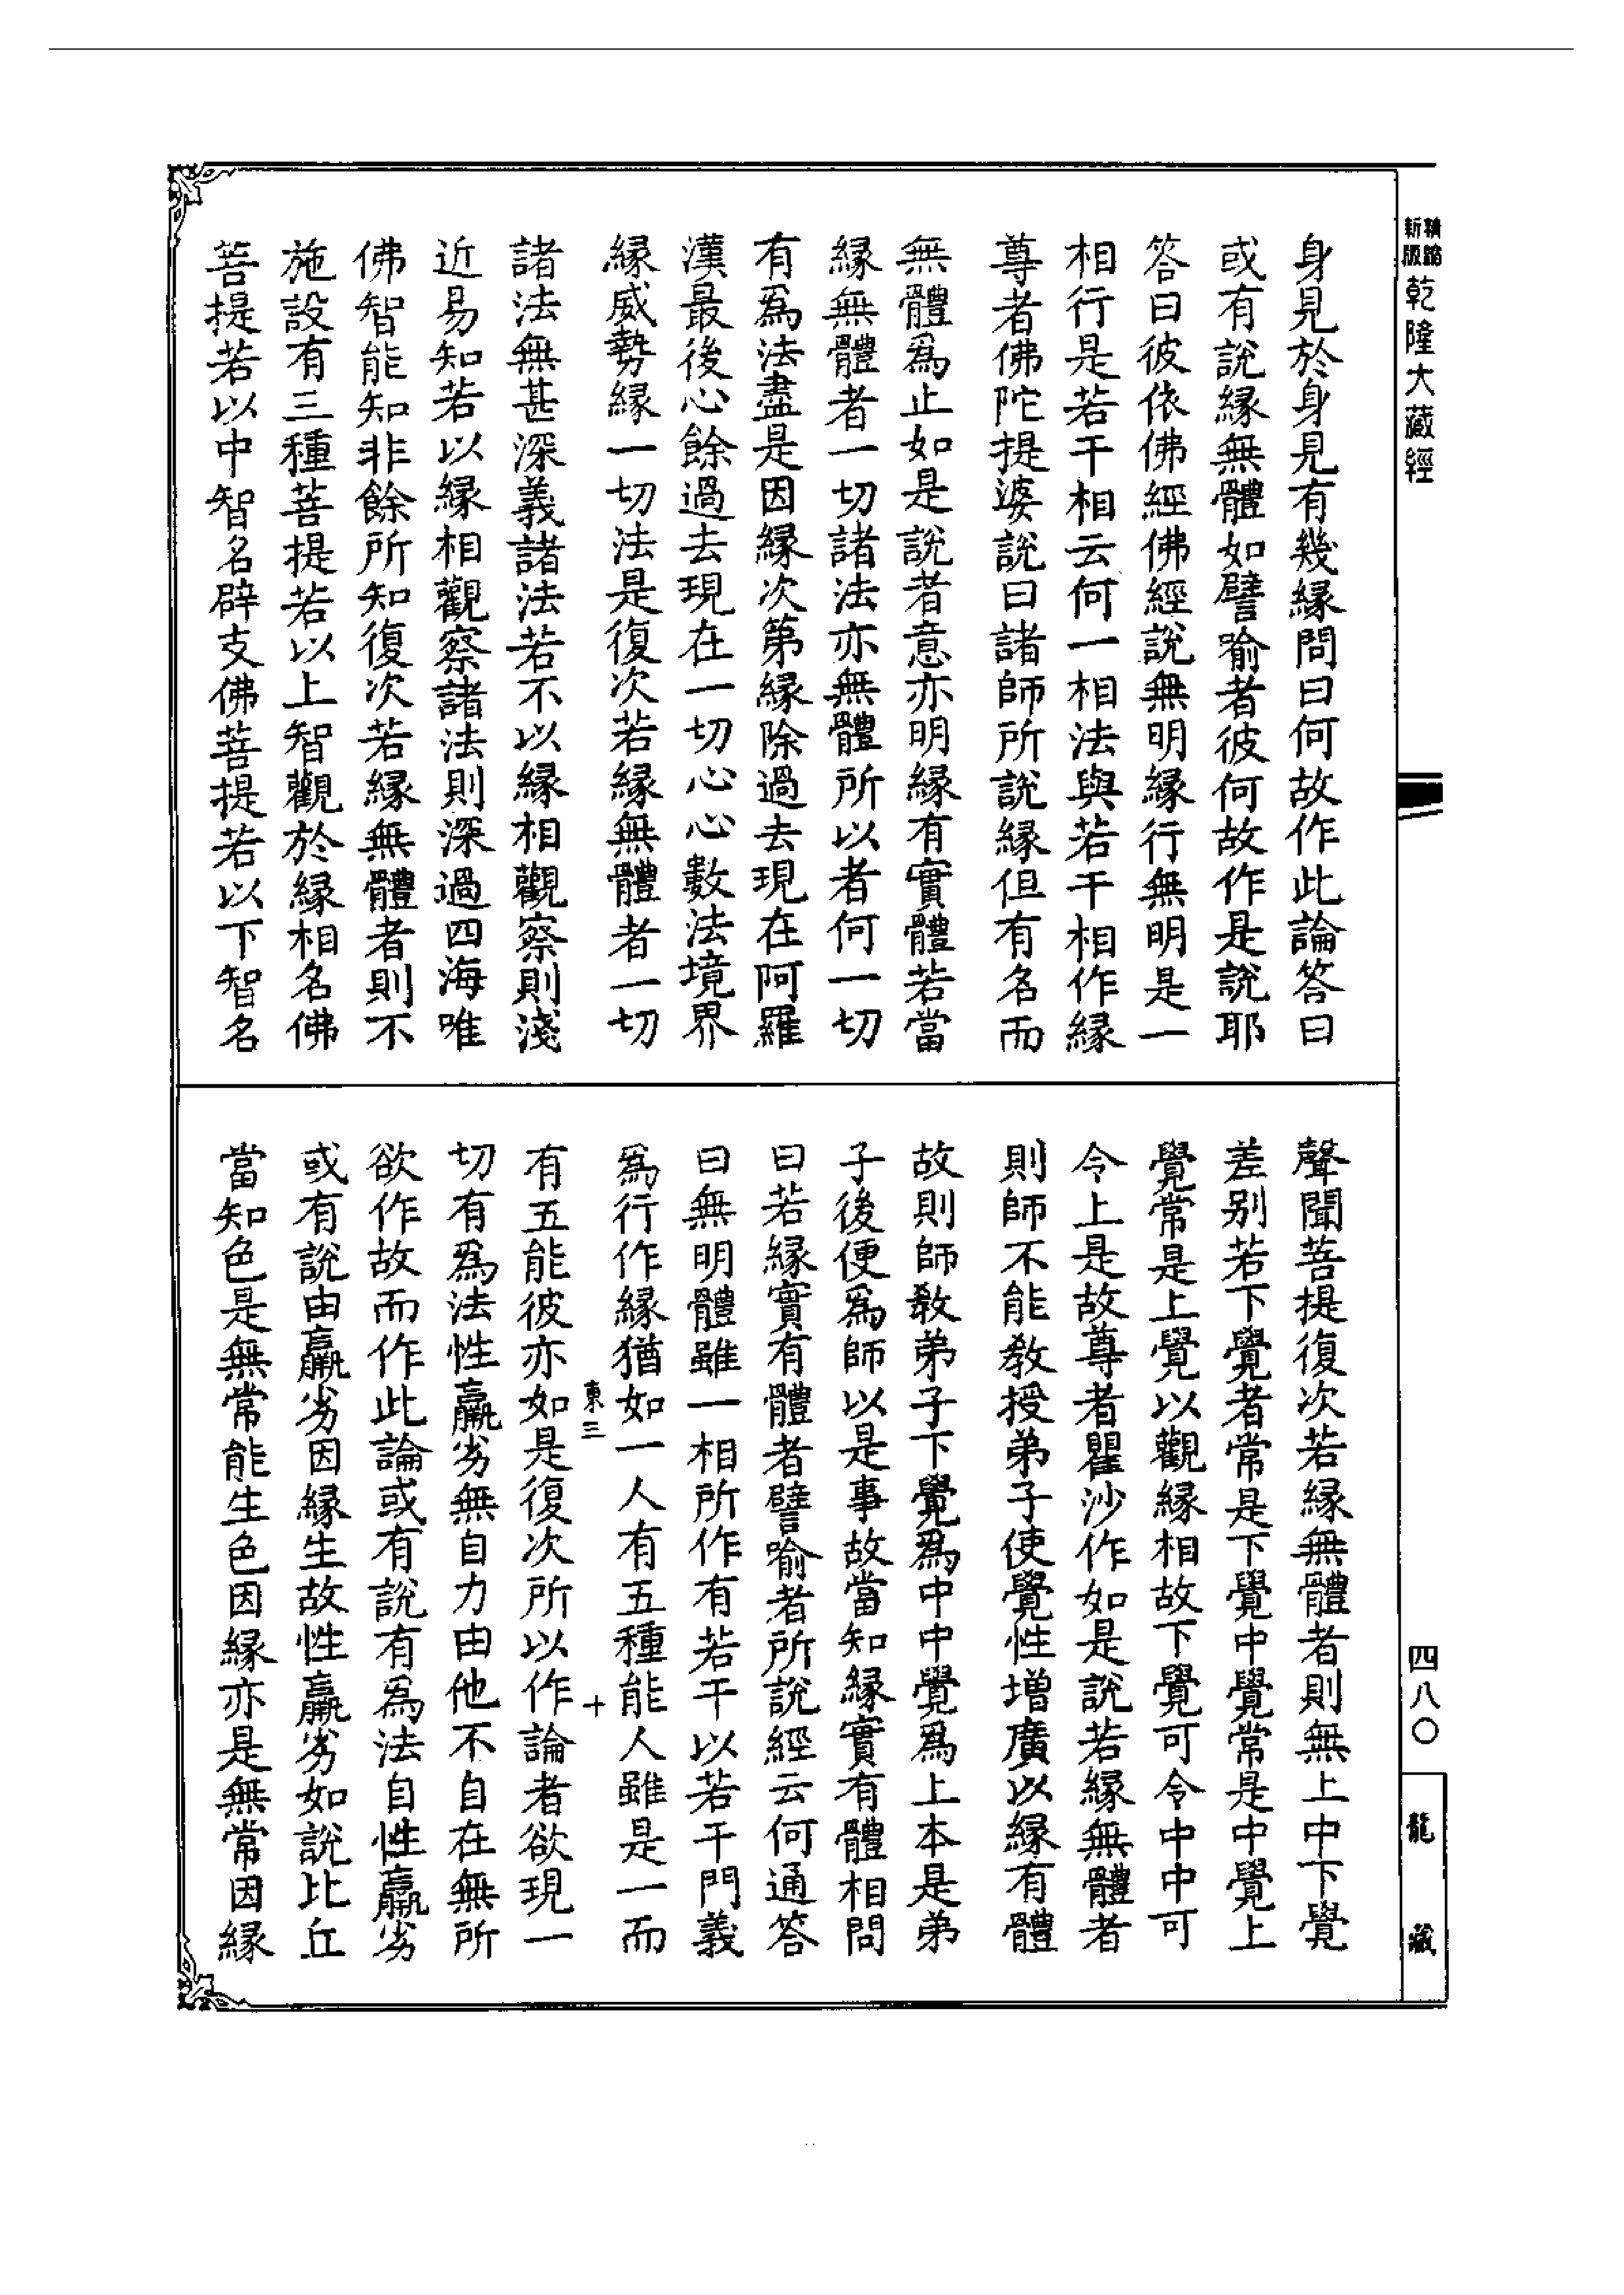 精鎸新版乾隆大藏經
身見於身見有幾緣問曰何故作此論答曰
或有說緣無體如譬喻者彼何故作是說耶
答曰彼依佛經佛經說無明緣行無明是一
相行是若干相云何一相法與若干相作緣
尊者佛陀提婆說曰諸師所說緣但有名而
無體爲止如是說者意亦明緣有實體若當
緣無體者一切諸法亦無體所以者何一切
有爲法盡是因緣次第緣除過去現在阿羅
漢最後心餘過去現在一切心心數法境界
緣威勢緣一切法是復次若緣無體者一切
諸法無甚深義諸法若不以緣相觀察則淺
近易知若以緣相觀察諸法則深過四海唯
佛智能知非餘所知復次若緣無體者則不
施設有三種菩提若以上智觀於緣相名佛
菩提若以中智名辟支佛菩提若以下智名
聲聞菩提復次若緣無體者則無上中下覺
差别若下覺者常是下覺中覺常是中覺上
覺常是上覺以觀緣相故下覺可令中中可
令上是故尊者瞿沙作如是說若緣無體者
則師不能教授弟子使覺性增廣以緣有體
故則師教弟子下覺爲中中覺爲上本是弟
子後便爲師以是事故當知緣實有體相問
曰若緣實有體者譬喻者所說經云何通答
曰無明體雖一相所作有若干以若干門義
爲行作緣猶如一人有五種能人雖是一而
東三 十
有五能彼亦如是復次所以作論者欲現一
切有爲法性羸劣無自力由他不自在無所
欲作故而作此論或有說有爲法自性羸劣
或有說由羸劣因緣生故性羸劣如說比丘
當知色是無常能生色因緣亦是無常因緣
四八〇
龍藏